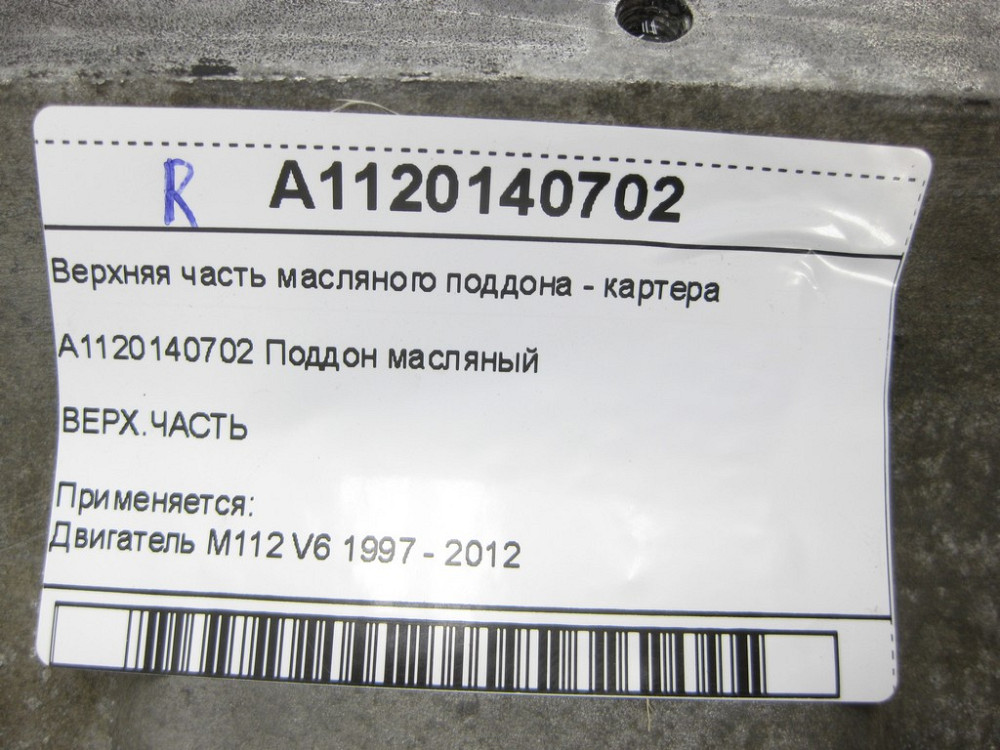 R A1120140702
Верхняя часть масляного поддона - картера
A1120140702 Поддон масляный
ВЕРХ.ЧАСТЬ
Применяется:
Двигатель M112 V6 1997 - 2012